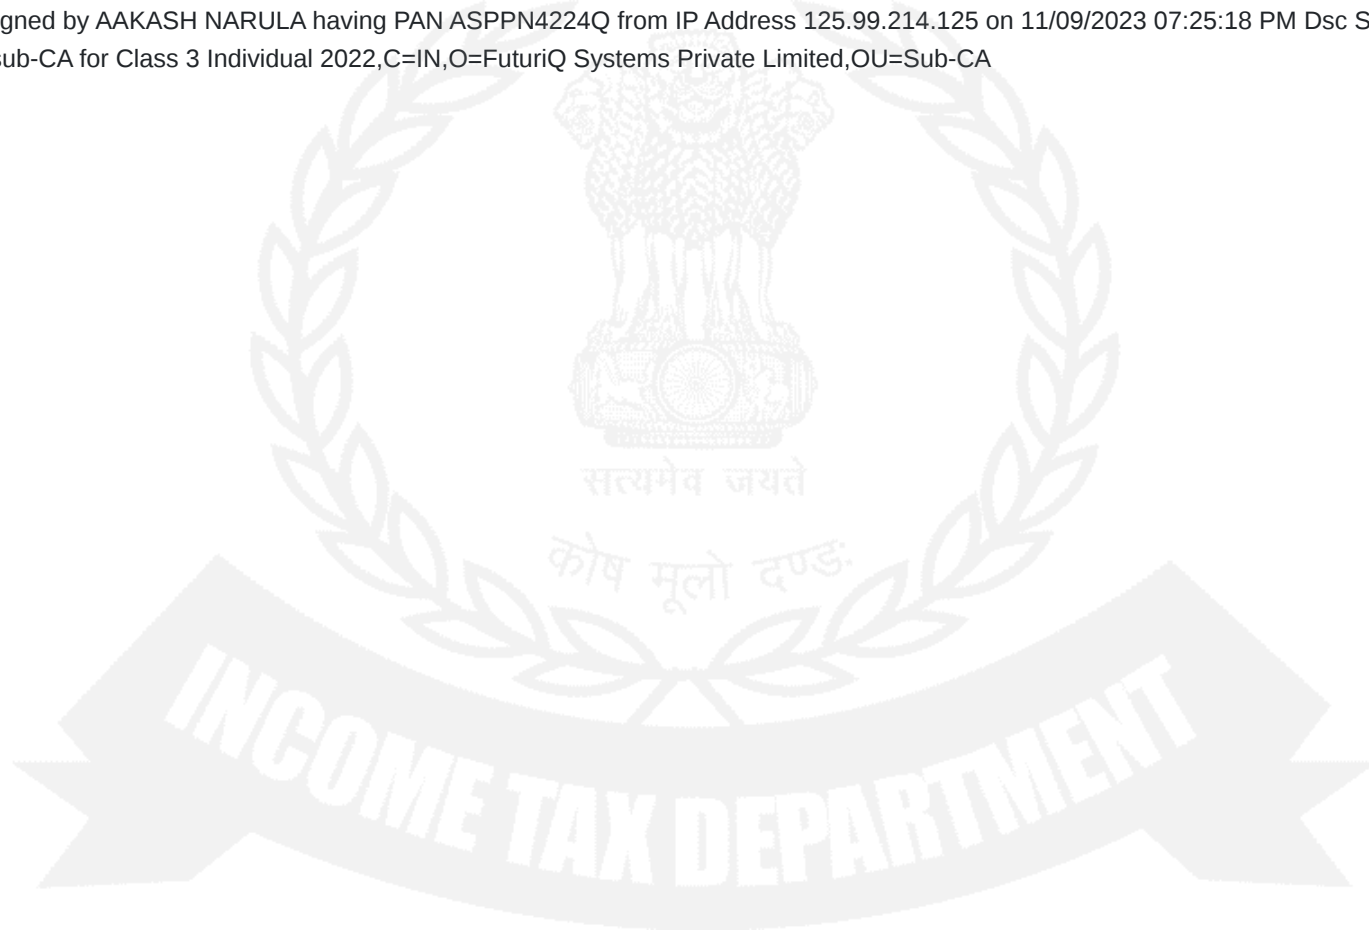 gned by AAKASH NARULA having PAN ASPPN4224Q from IP Address 125.99.214.125 on 11/09/2023 07:25:18 PM Dsc S
sub-CA for Class 3 Individual 2022,C=IN,O=FuturiQ Systems Private Limited,OU=Sub-CA
सत्यमेव जयते
कोष मूलो दण्डः
INCOME TAX DEPARTMENT